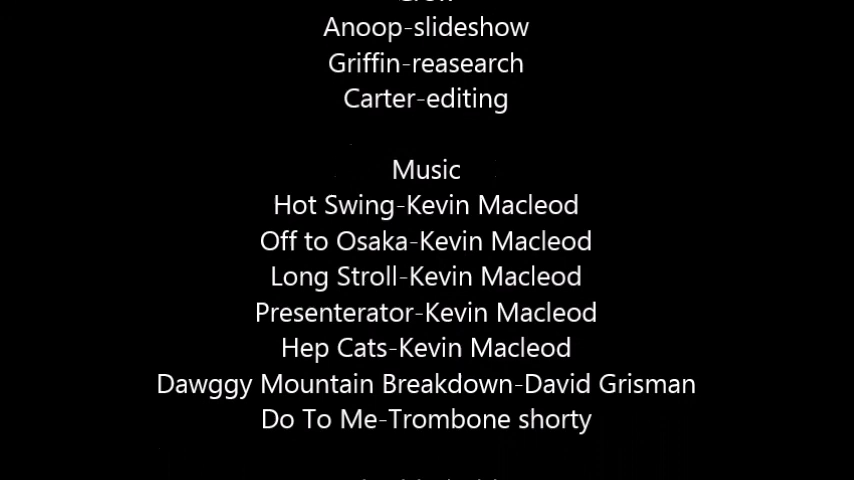 Anoop-slideshow
Griffin-reasearch
Carter-editing
Music
Hot Swing-Kevin Macleod
Off to Osaka-Kevin Macleod
Long Stroll-Kevin Macleod
Presenterator-Kevin Macleod
Hep Cats-Kevin Macleod
Dawggy Mountain Breakdown-David Grisman
Do To Me-Trombone shorty